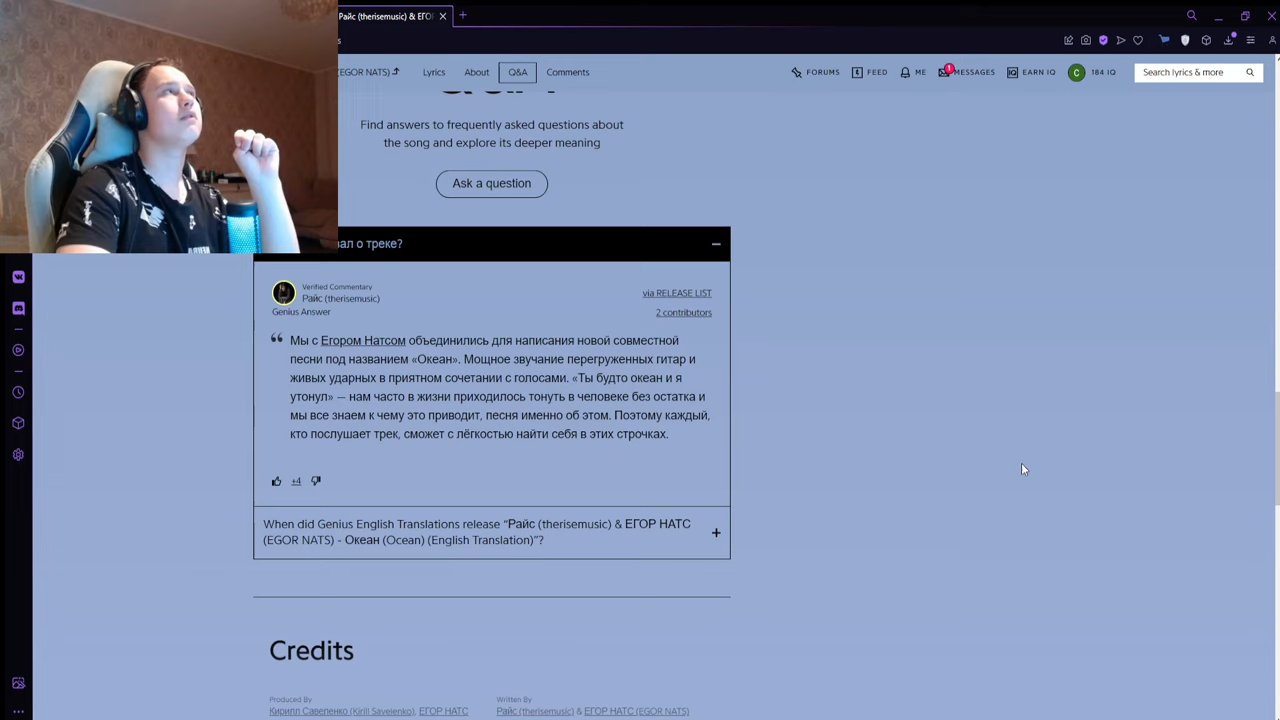 Райс (therisemusic) & ЕГО
s
(EGOR NATS)
Lyrics
About
Q&A
Comments
FORUMS
FEED
ME
1
MESSAGES
EARN IQ
C
184 IQ
Search lyrics & more
Find answers to frequently asked questions about
the song and explore its deeper meaning
Ask a question
вал о треке?
Verified Commentary
Райс (therisemusic)
Genius Answer
via RELEASE LIST
2 contributors
“ Мы с Егором Натсом объединились для написания новой совместной
песни под названием «Океан». Мощное звучание перегруженных гитар и
живых ударных в приятном сочетании с голосами. «Ты будто океан и я
утонул» — нам часто в жизни приходилось тонуть в человеке без остатка и
мы все знаем к чему это приводит, песня именно об этом. Поэтому каждый,
кто послушает трек, сможет с лёгкостью найти себя в этих строчках.
+4
When did Genius English Translations release “Райс (therisemusic) & ЕГОР НАТС
(EGOR NATS) - Океан (Ocean) (English Translation)”?
Credits
Produced By
Кирилл Савеленко (Kirill Savelenko), ЕГОР НАТС
Written By
Райс (therisemusic) & ЕГОР НАТС (EGOR NATS)